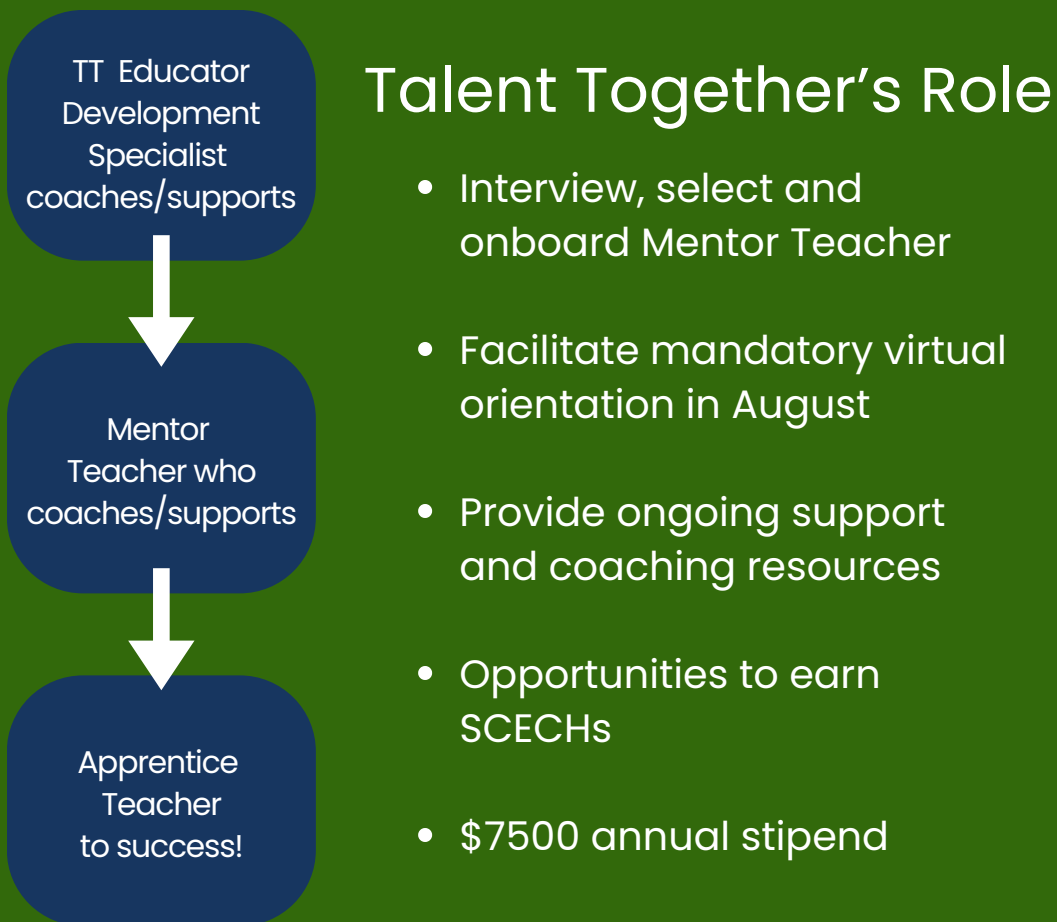 TT Educator
Development
Specialist
coaches/supports
Mentor
Teacher who
coaches/supports
Apprentice
Teacher
to success!
Talent Together’s Role
• Interview, select and
onboard Mentor Teacher
• Facilitate mandatory virtual
orientation in August
• Provide ongoing support
and coaching resources
• Opportunities to earn
SCECHs
• $7500 annual stipend